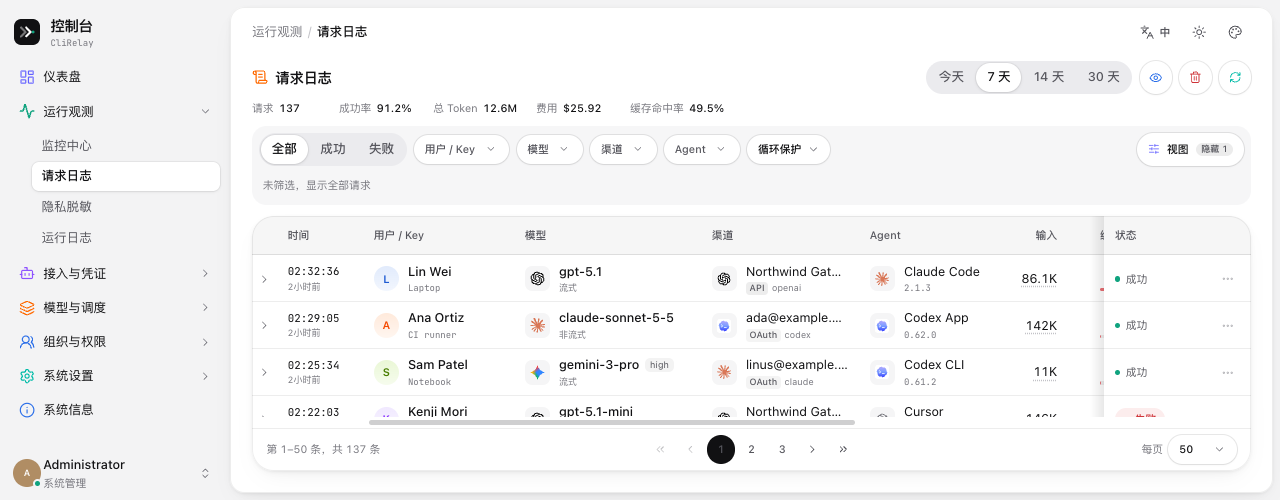 控制台
CliRelay
仪表盘
运行观测
监控中心
请求日志
隐私脱敏
运行日志
接入与凭证
模型与调度
组织与权限
系统设置
系统信息
A
Administrator
系统管理
运行观测 / 请求日志
中
请求日志
今天 7 天 14 天 30 天
请求 137 成功率 91.2% 总 Token 12.6M 费用 $25.92 缓存命中率 49.5%
全部 成功 失败 用户 / Key 模型 渠道 Agent 循环保护 视图 隐藏 1
未筛选，显示全部请求
时间 用户 / Key 模型 渠道 Agent 输入 状态
02:32:36 L Lin Wei gpt-5.1 Northwind Gat... Claude Code 86.1K 成功
2小时前 Laptop 流式 API openai 2.1.3
02:29:05 A Ana Ortiz claude-sonnet-5-5 ada@example.... Codex App 142K 成功
2小时前 CI runner 非流式 OAuth codex 0.62.0
02:25:34 S Sam Patel gemini-3-pro high linus@example.... Codex CLI 11K 成功
2小时前 Notebook 流式 OAuth claude 0.61.2
02:22:03 Kenji Mori gpt-5.1-mini Northwind Gat... Cursor 146K 失败
第 1–50 条，共 137 条 « ‹ 1 2 3 › » 每页 50